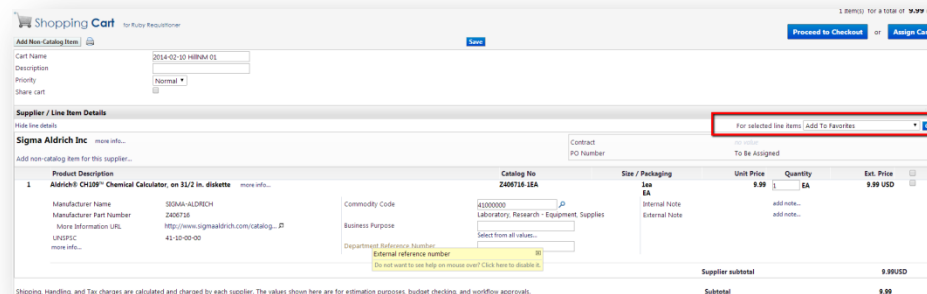 1 item(s) for a total of 9.99
Shopping Cart for Ruby Requisitioner
Proceed to Checkout or Assign Car
Add Non-Catalog Item
Save
Cart Name 2014-02-10 HillNM 01
Description
Priority Normal
Share cart
Supplier / Line Item Details
Hide line details
For selected line items Add To Favorites
Sigma Aldrich Inc more info...
Contract no value
PO Number To Be Assigned
Add non-catalog item for this supplier...
Product Description Catalog No Size / Packaging Unit Price Quantity Ext. Price
1 Aldrich® CH109™ Chemical Calculator, on 31/2 in. diskette more info... Z406716-1EA 1ea 9.99 1 EA 9.99 USD
EA
Manufacturer Name SIGMA-ALDRICH Commodity Code 41000000 Internal Note add note...
Manufacturer Part Number Z406716 Laboratory, Research - Equipment, Supplies External Note add note...
More Information URL http://www.sigmaaldrich.com/catalog... Business Purpose
UNSPSC 41-10-00-00 Select from all values...
more info...
Department Reference Number
External reference number
Do not want to see help on mouse over? Click here to disable it.
Supplier subtotal 9.99USD
Shipping, Handling, and Tax charges are calculated and charged by each supplier. The values shown here are for estimation purposes, budget checking, and workflow approvals.
Subtotal 9.99